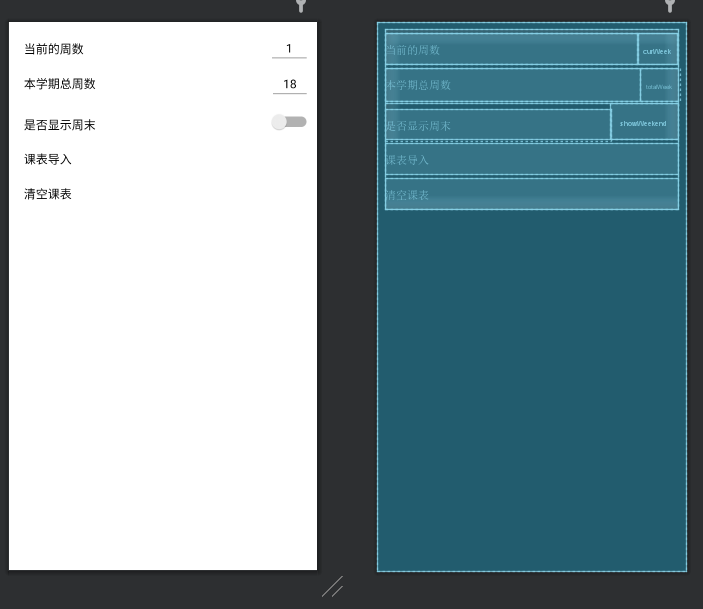 当前的周数
1
本学期总周数
18
是否显示周末
课表导入
清空课表
当前的周数
curWeek
本学期总周数
totalWeek
是否显示周末
showWeekend
课表导入
清空课表